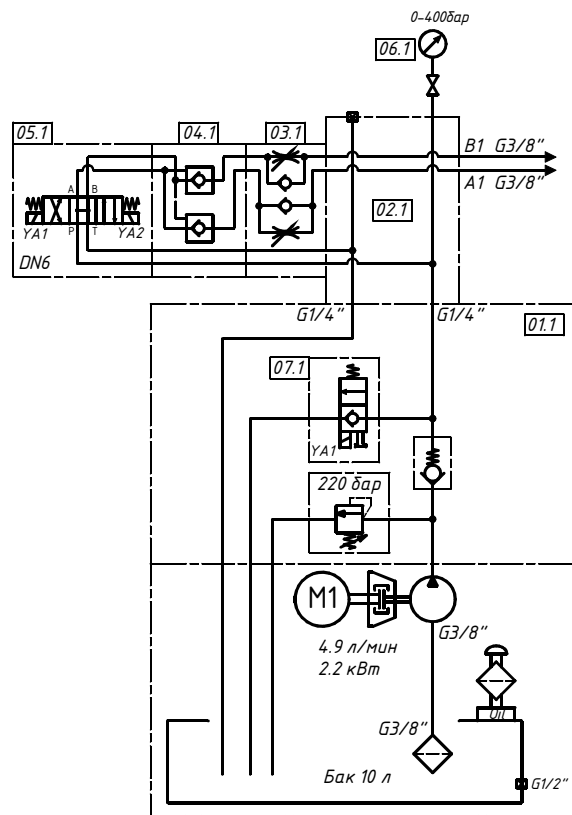 0-400бар
06.1
05.1
04.1
03.1
B1 G3/8"
A1 G3/8"
02.1
A B
YA1
P T
YA2
DN6
G1/4"
G1/4"
01.1
07.1
YA1
220 бар
M1
G3/8"
4.9 л/мин
2.2 кВт
Oil
G3/8"
Бак 10 л
G1/2"